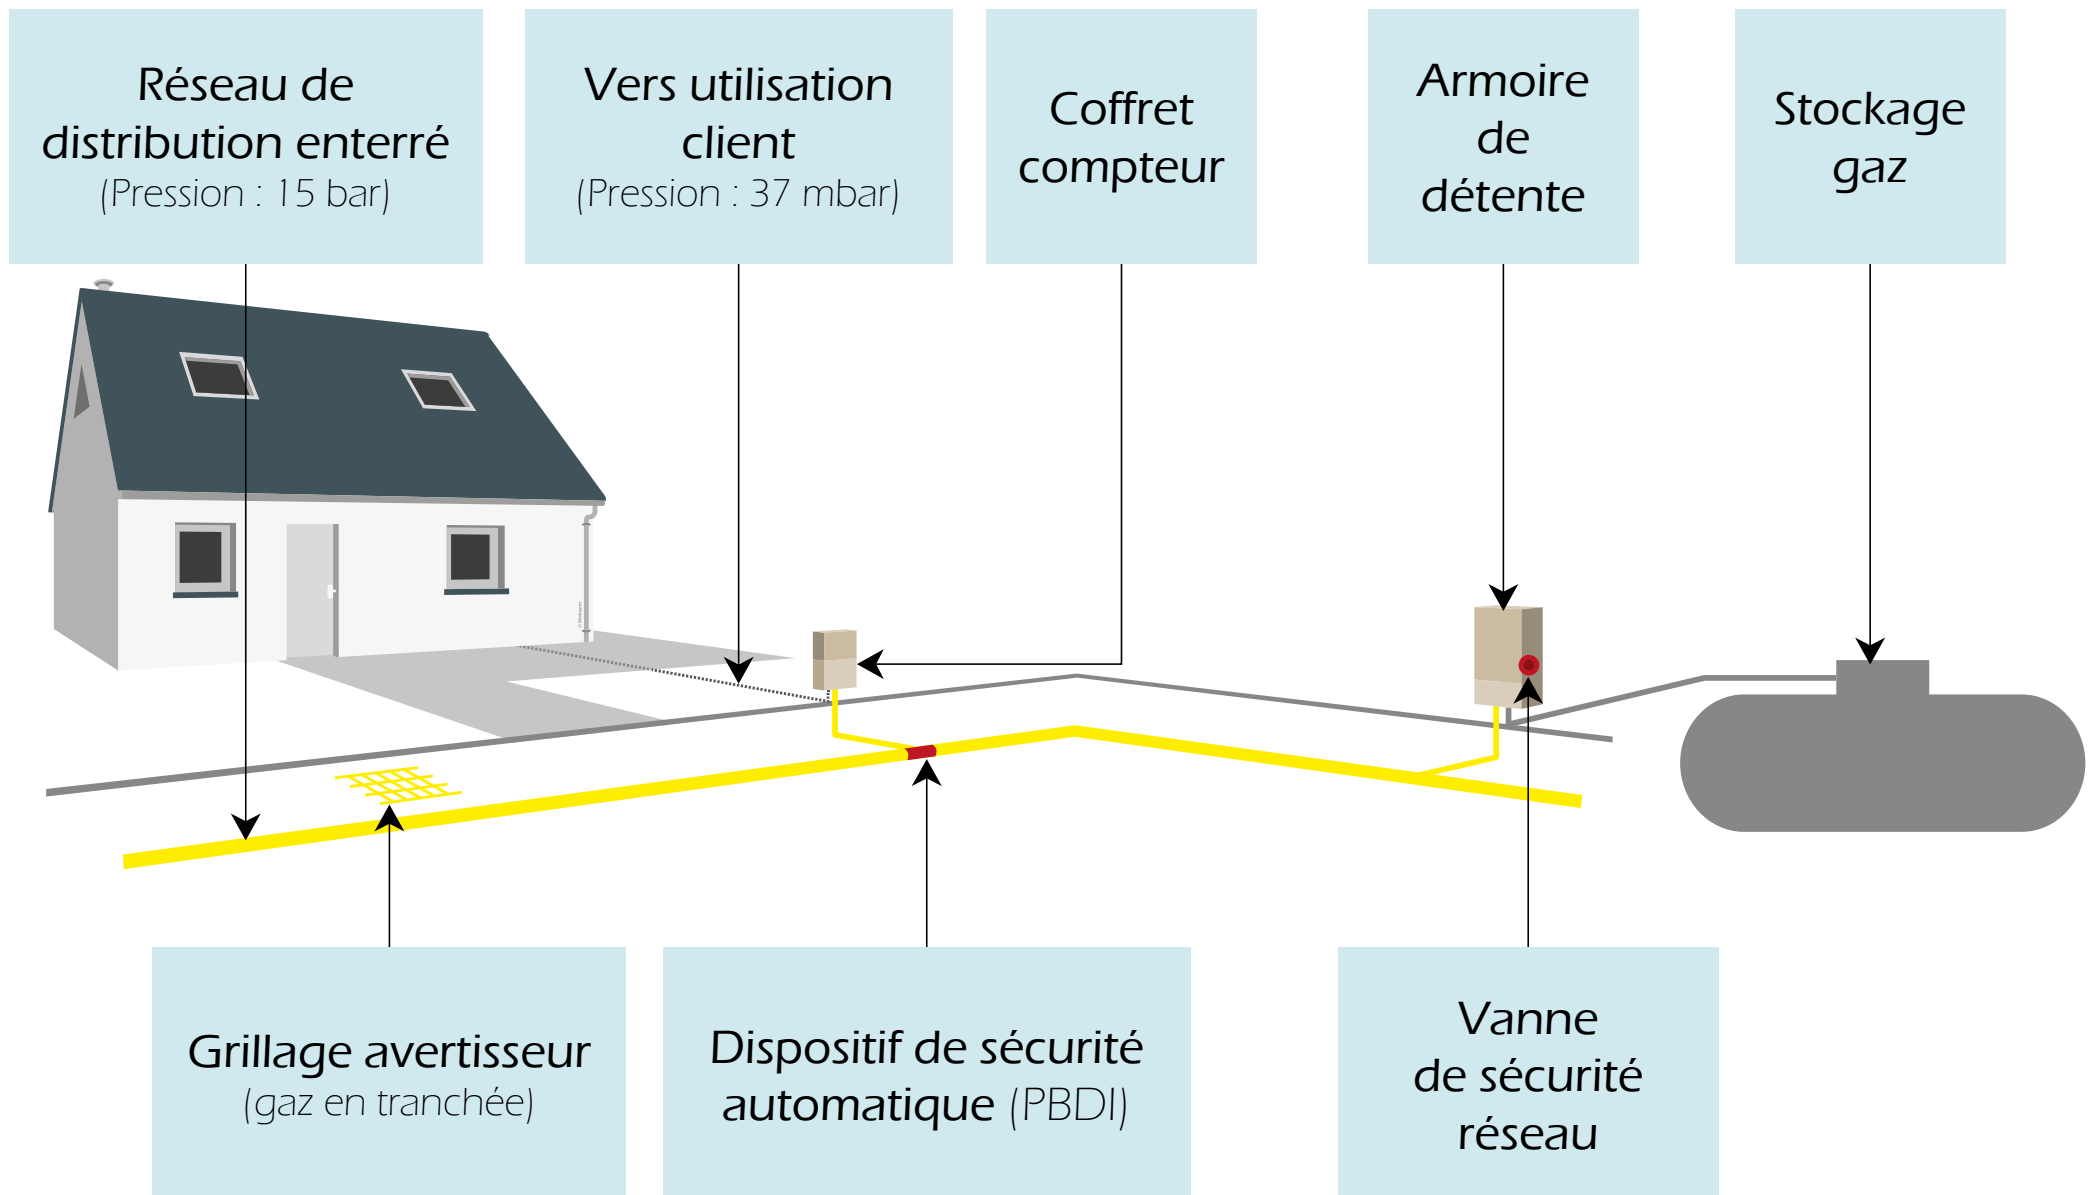 Réseau de
distribution enterré
(Pression : 15 bar)
Vers utilisation
client
(Pression : 37 mbar)
Coffret
compteur
Armoire
de
détente
Stockage
gaz
Grillage avertisseur
(gaz en tranchée)
Dispositif de sécurité
automatique (PBDI)
Vanne
de sécurité
réseau